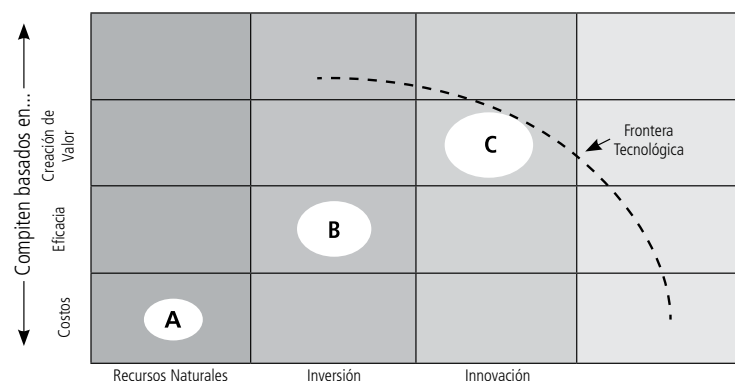 Compiten basados en...
Creación de
Valor
Eficacia
Costos
A
B
C
Frontera
Tecnológica
Recursos Naturales
Inversión
Innovación